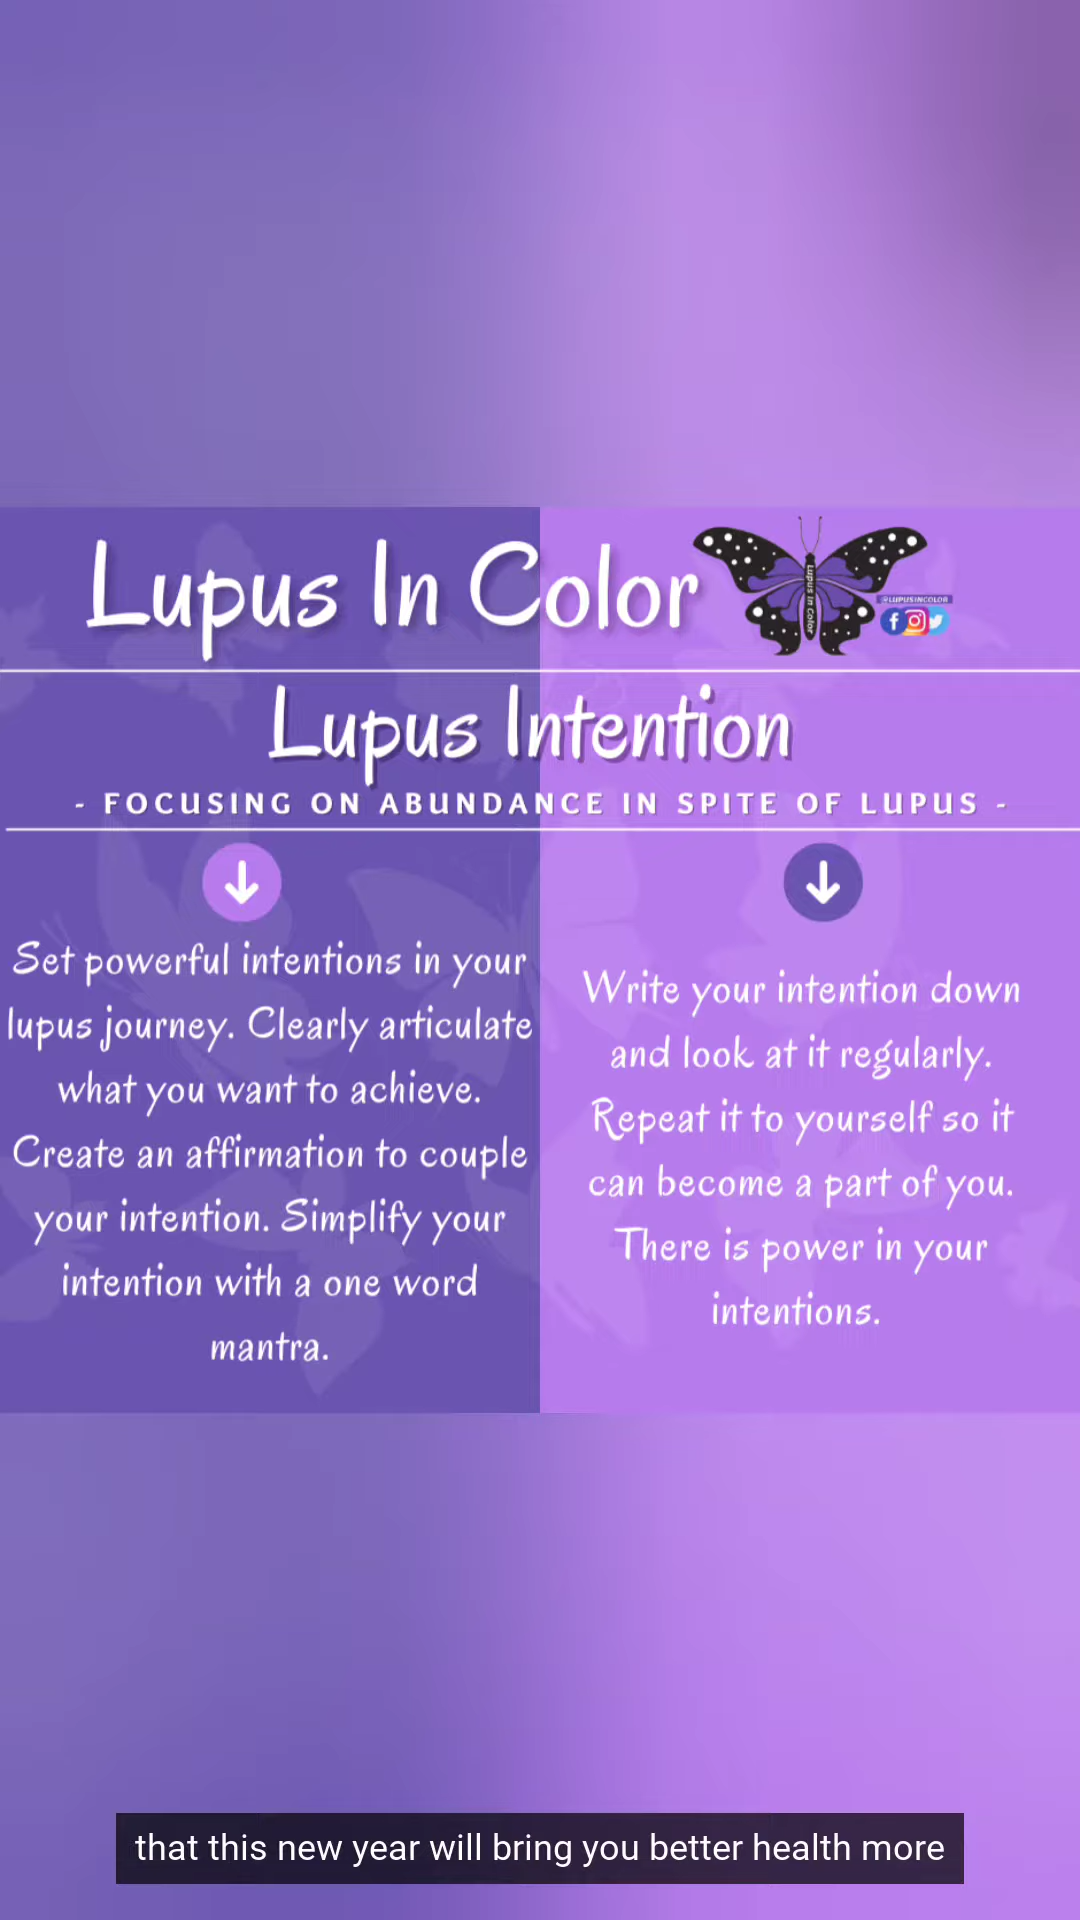 Lupus In Color
Lupus In Color
@LUPUSINCOLOR
Lupus Intention
- FOCUSING ON ABUNDANCE IN SPITE OF LUPUS -
Set powerful intentions in your
lupus journey. Clearly articulate
what you want to achieve.
Create an affirmation to couple
your intention. Simplify your
intention with a one word
mantra.
Write your intention down
and look at it regularly.
Repeat it to yourself so it
can become a part of you.
There is power in your
intentions.
that this new year will bring you better health more